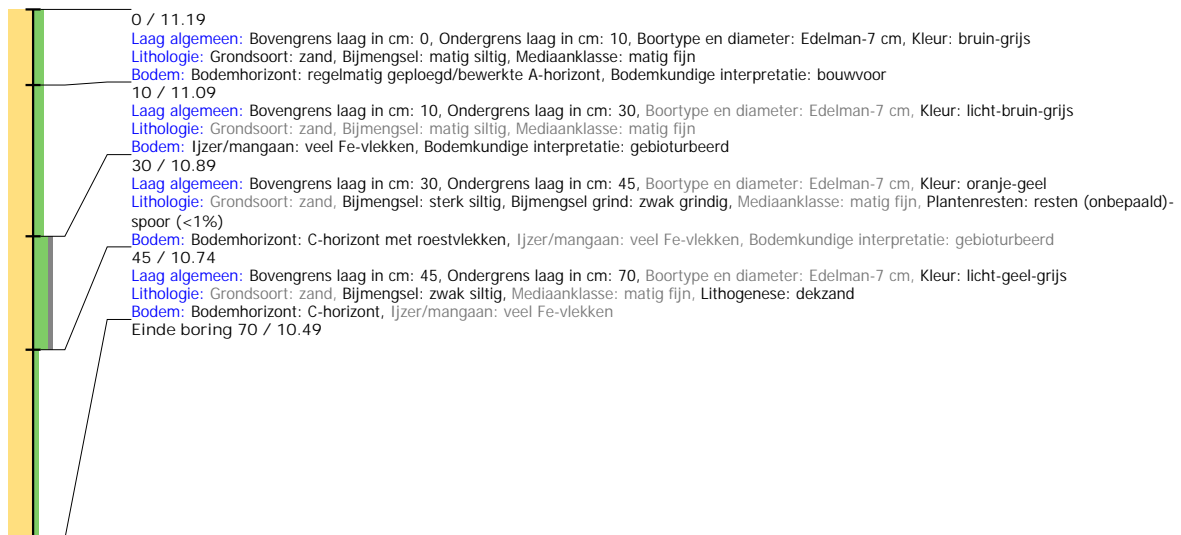 0 / 11.19
Laag algemeen: Bovengrens laag in cm: 0, Ondergrens laag in cm: 10, Boortype en diameter: Edelman-7 cm, Kleur: bruin-grijs
Lithologie: Grondsoort: zand, Bijmengsel: matig siltig, Mediaanklasse: matig fijn
Bodem: Bodemhorizont: regelmatig geploegd/bewerkte A-horizont, Bodemkundige interpretatie: bouwvoor
10 / 11.09
Laag algemeen: Bovengrens laag in cm: 10, Ondergrens laag in cm: 30, Boortype en diameter: Edelman-7 cm, Kleur: licht-bruin-grijs
Lithologie: Grondsoort: zand, Bijmengsel: matig siltig, Mediaanklasse: matig fijn
Bodem: Ijzer/mangaan: veel Fe-vlekken, Bodemkundige interpretatie: gebioturbeerd
30 / 10.89
Laag algemeen: Bovengrens laag in cm: 30, Ondergrens laag in cm: 45, Boortype en diameter: Edelman-7 cm, Kleur: oranje-geel
Lithologie: Grondsoort: zand, Bijmengsel: sterk siltig, Bijmengsel grind: zwak grindig, Mediaanklasse: matig fijn, Plantenresten: resten (onbepaald)-
spoor (<1%)
Bodem: Bodemhorizont: C-horizont met roestvlekken, Ijzer/mangaan: veel Fe-vlekken, Bodemkundige interpretatie: gebioturbeerd
45 / 10.74
Laag algemeen: Bovengrens laag in cm: 45, Ondergrens laag in cm: 70, Boortype en diameter: Edelman-7 cm, Kleur: licht-geel-grijs
Lithologie: Grondsoort: zand, Bijmengsel: zwak siltig, Mediaanklasse: matig fijn, Lithogenese: dekzand
Bodem: Bodemhorizont: C-horizont, Ijzer/mangaan: veel Fe-vlekken
Einde boring 70 / 10.49